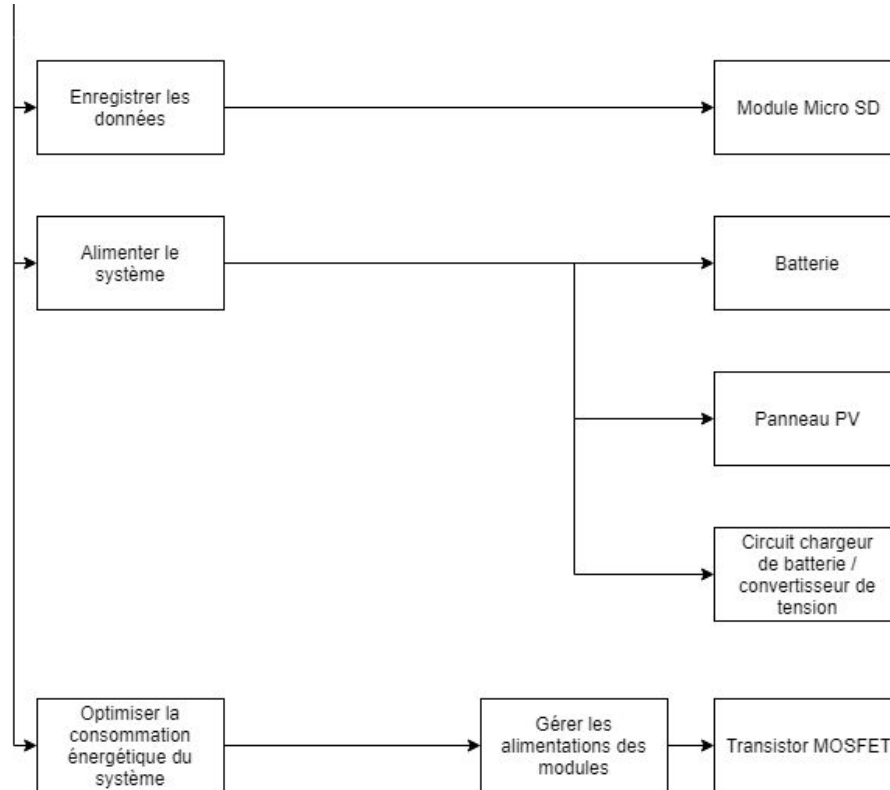 Enregistrer les
données
Module Micro SD
Alimenter le
système
Batterie
Panneau PV
Circuit chargeur
de batterie /
convertisseur de
tension
Optimiser la
consommation
énergétique du
système
Gérer les
alimentations des
modules
Transistor MOSFET